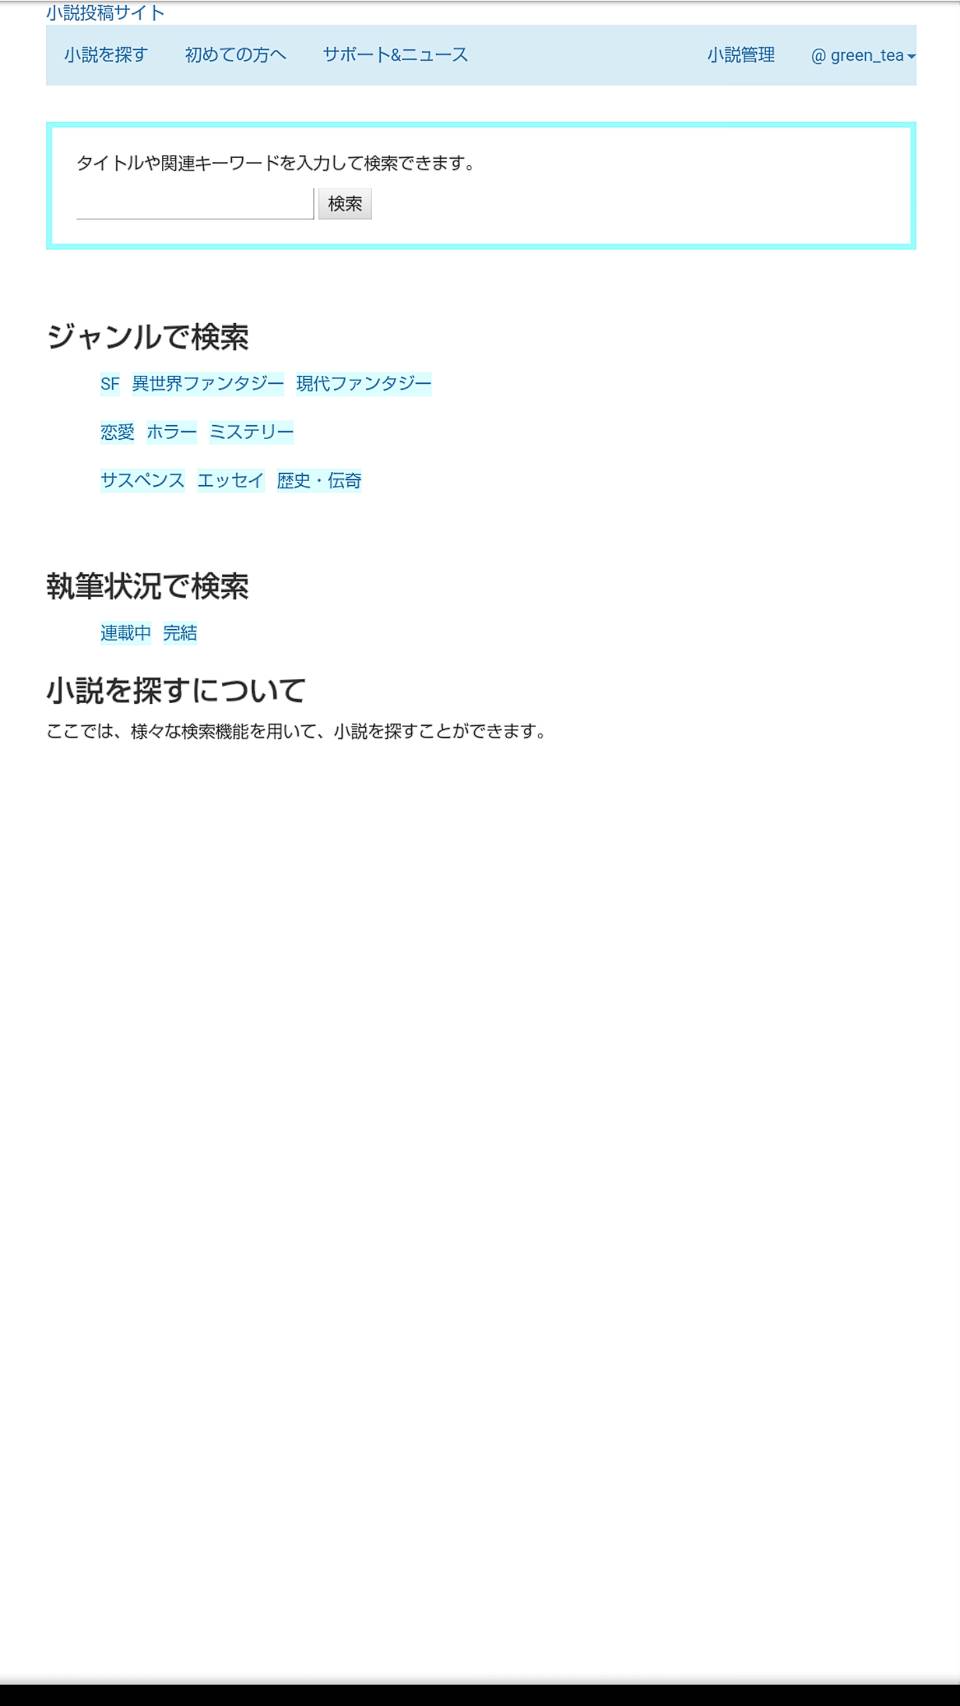 小説投稿サイト
小説を探す 初めての方へ サポート&ニュース 小説管理 @ green_tea
タイトルや関連キーワードを入力して検索できます。
検索
ジャンルで検索
SF 異世界ファンタジー 現代ファンタジー
恋愛 ホラー ミステリー
サスペンス エッセイ 歴史・伝奇
執筆状況で検索
連載中 完結
小説を探すについて
ここでは、様々な検索機能を用いて、小説を探すことができます。